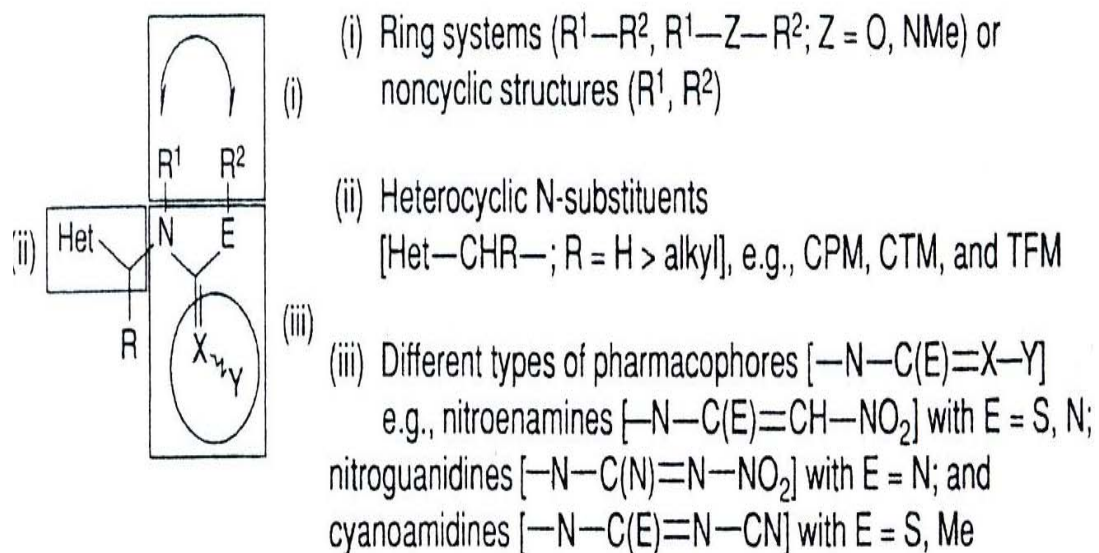 (i) Ring systems (R¹—R², R¹—Z—R²; Z = O, NMe) or
noncyclic structures (R¹, R²)
(i)
R¹ R²
(ii) Heterocyclic N-substituents
[Het—CHR—; R = H > alkyl], e.g., CPM, CTM, and TFM
(ii) Het N E
R X Y
(iii)
(iii) Different types of pharmacophores [—N—C(E)═X—Y]
e.g., nitroenamines [—N—C(E)═CH—NO₂] with E = S, N;
nitroguanidines [—N—C(N)═N—NO₂] with E = N; and
cyanoamidines [—N—C(E)═N—CN] with E = S, Me